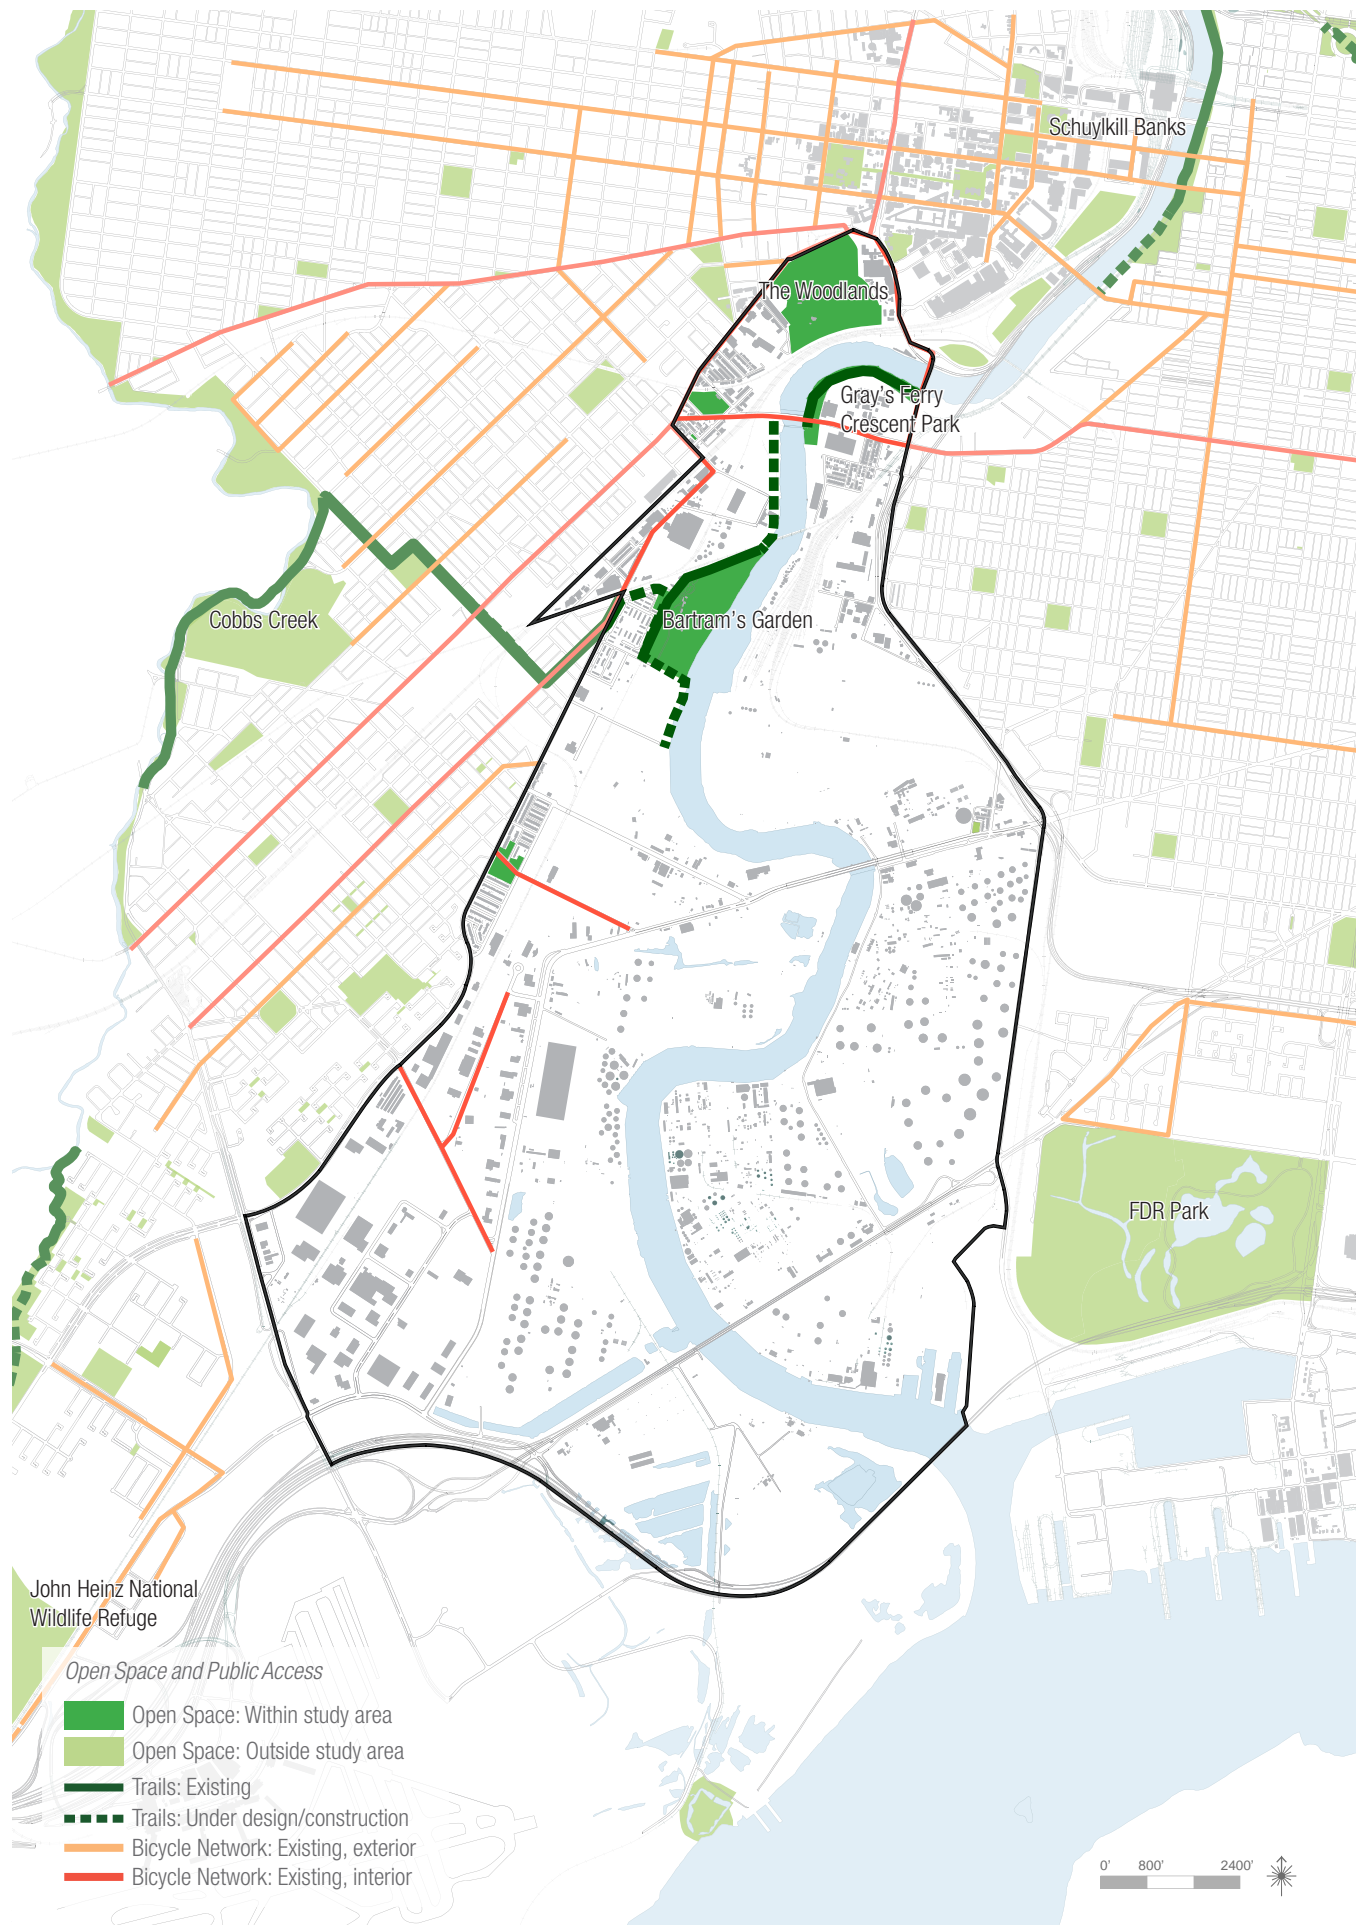 Schuylkill Banks
The Woodlands
Gray's Ferry
Crescent Park
Cobbs Creek
Bartram's Garden
FDR Park
John Heinz National
Wildlife Refuge
Open Space and Public Access
Open Space: Within study area
Open Space: Outside study area
Trails: Existing
Trails: Under design/construction
Bicycle Network: Existing, exterior
Bicycle Network: Existing, interior
0' 800' 2400'